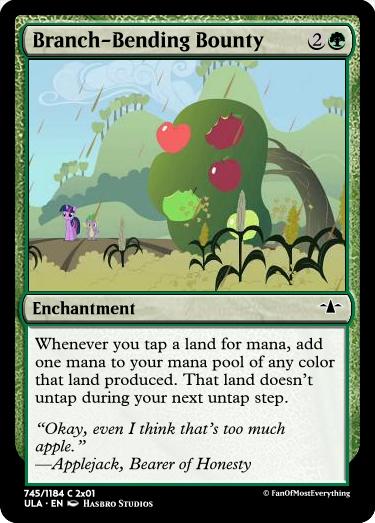 Branch-Bending Bounty 2
Enchantment
Whenever you tap a land for mana, add
one mana to your mana pool of any color
that land produced. That land doesn't
untap during your next untap step.
“Okay, even I think that's too much
apple.”
—Applejack, Bearer of Honesty
745/1184 C 2x01
ULA · EN Hasbro Studios
© FanOfMostEverything